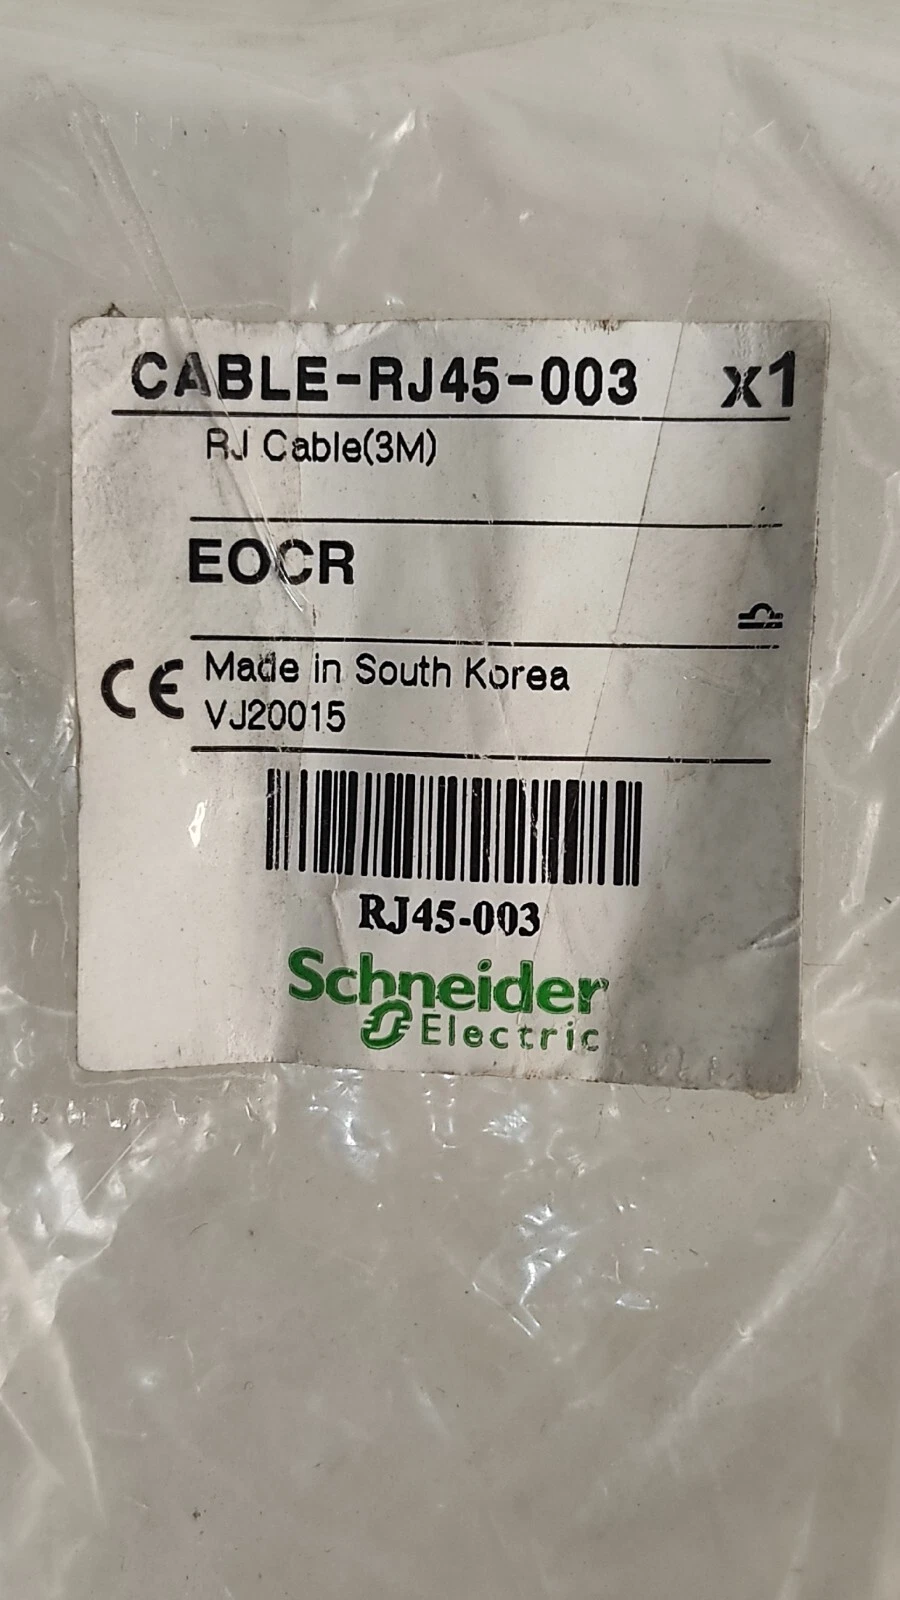 CABLE-RJ45-003 x1
RJ Cable(3M)
EOCR
CE Made in South Korea
VJ20015
RJ45-003
Schneider
Electric